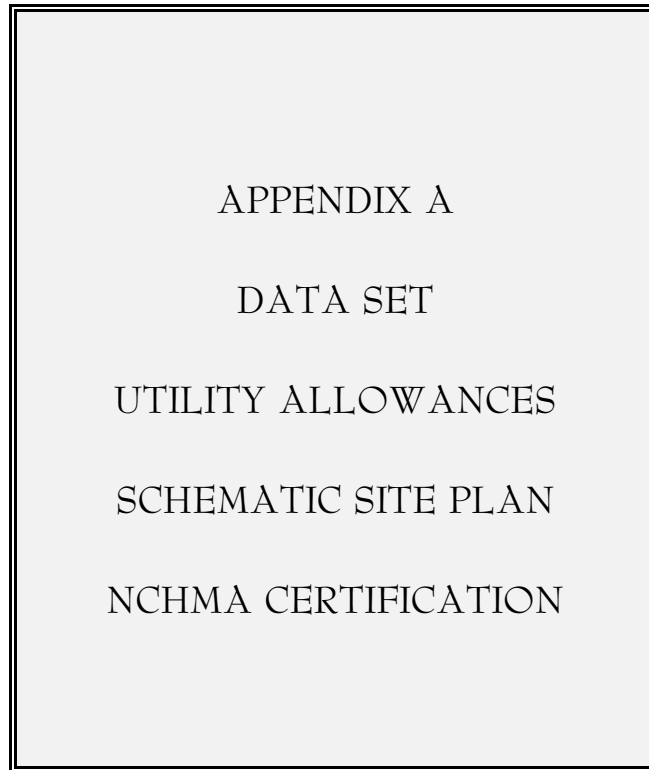 APPENDIX A
DATA SET
UTILITY ALLOWANCES
SCHEMATIC SITE PLAN
NCHMA CERTIFICATION